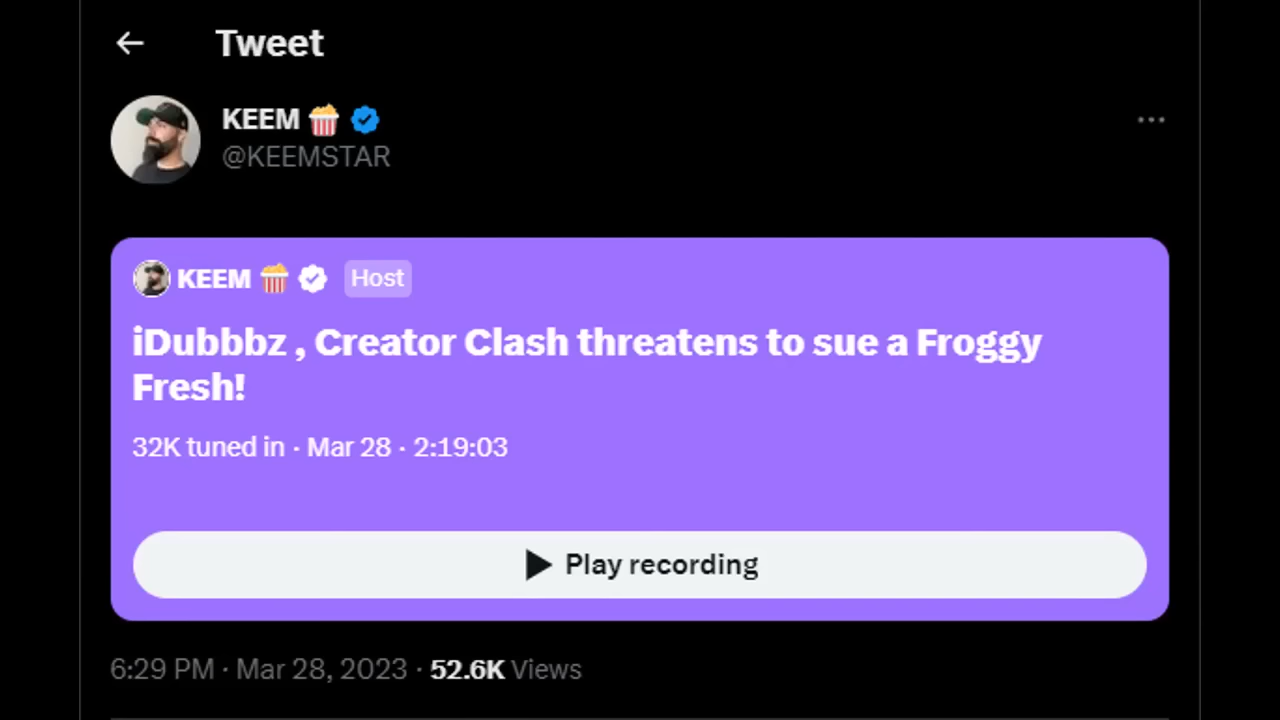 ← Tweet
KEEM 🍿
@KEEMSTAR
KEEM 🍿 Host
iDubbbz , Creator Clash threatens to sue a Froggy
Fresh!
32K tuned in · Mar 28 · 2:19:03
Play recording
6:29 PM · Mar 28, 2023 · 52.6K Views